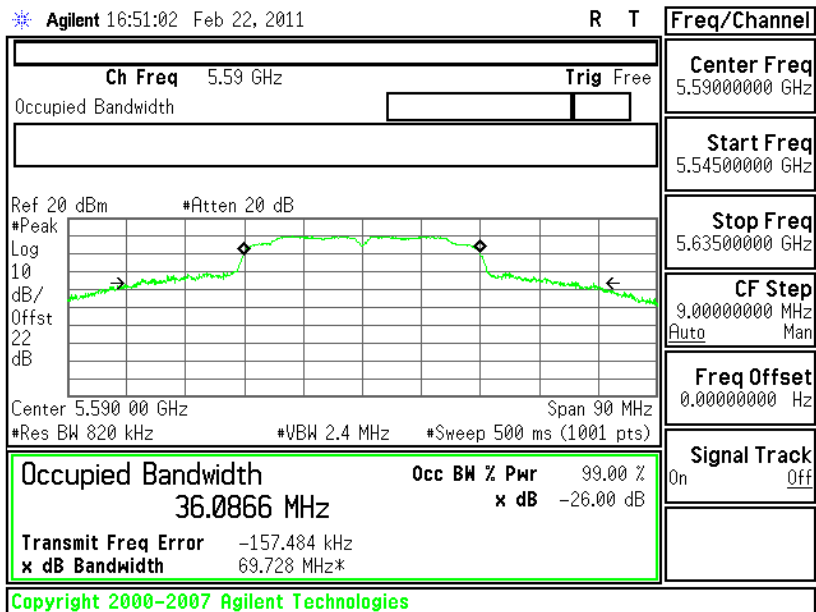 Agilent 16:51:02 Feb 22, 2011 R T
Freq/Channel
Ch Freq 5.59 GHz Trig Free
Occupied Bandwidth
Center Freq
5.59000000 GHz
Start Freq
5.54500000 GHz
Stop Freq
5.63500000 GHz
CF Step
9.00000000 MHz
Auto Man
Freq Offset
0.00000000 Hz
Signal Track
On Off
Ref 20 dBm #Atten 20 dB
#Peak
Log
10
dB/
Offst
22
dB
Center 5.590 00 GHz Span 90 MHz
#Res BW 820 kHz #VBW 2.4 MHz #Sweep 500 ms (1001 pts)
Occupied Bandwidth
36.0866 MHz
Occ BW % Pwr 99.00 %
x dB -26.00 dB
Transmit Freq Error -157.484 kHz
x dB Bandwidth 69.728 MHz*
Copyright 2000-2007 Agilent Technologies